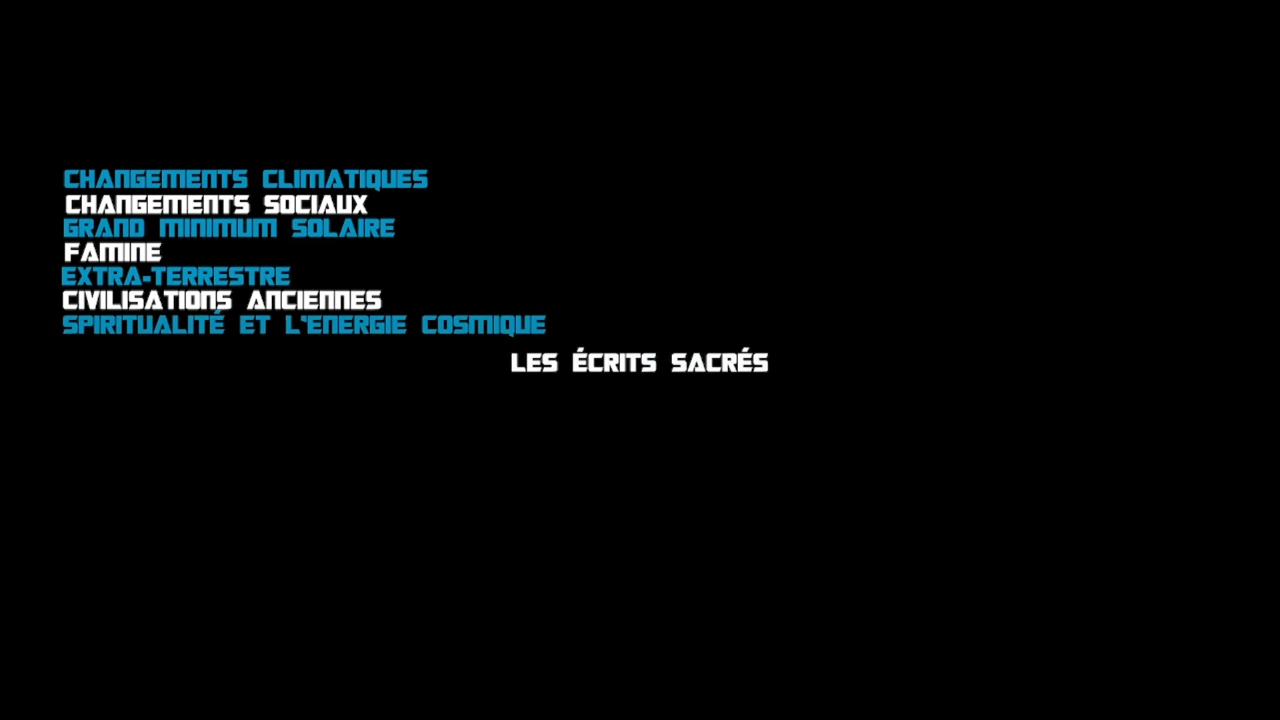 CHANGEMENTS CLIMATIQUES
CHANGEMENTS SOCIAUX
GRAND MINIMUM SOLAIRE
FAMINE
EXTRA-TERRESTRE
CIVILISATIONS ANCIENNES
SPIRITUALITÉ ET L'ENERGIE COSMIQUE
LES ÉCRITS SACRÉS